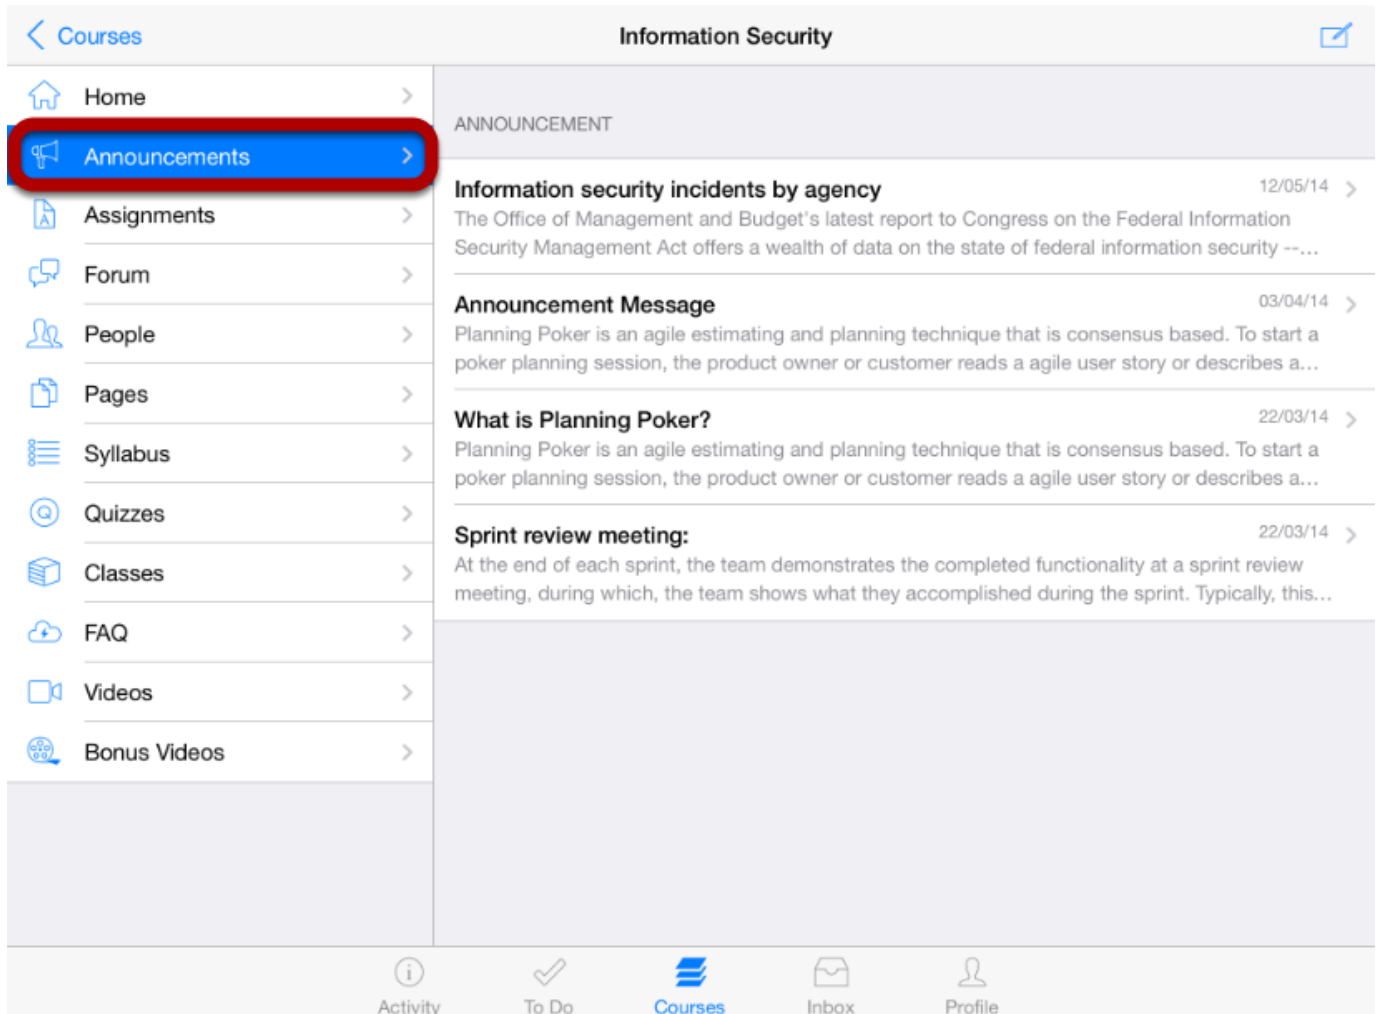 Courses
Information Security
Home
Announcements
Assignments
Forum
People
Pages
Syllabus
Quizzes
Classes
FAQ
Videos
Bonus Videos
ANNOUNCEMENT
Information security incidents by agency
12/05/14
The Office of Management and Budget's latest report to Congress on the Federal Information
Security Management Act offers a wealth of data on the state of federal information security --...
Announcement Message
03/04/14
Planning Poker is an agile estimating and planning technique that is consensus based. To start a
poker planning session, the product owner or customer reads a agile user story or describes a...
What is Planning Poker?
22/03/14
Planning Poker is an agile estimating and planning technique that is consensus based. To start a
poker planning session, the product owner or customer reads a agile user story or describes a...
Sprint review meeting:
22/03/14
At the end of each sprint, the team demonstrates the completed functionality at a sprint review
meeting, during which, the team shows what they accomplished during the sprint. Typically, this...
Activity
To Do
Courses
Inbox
Profile